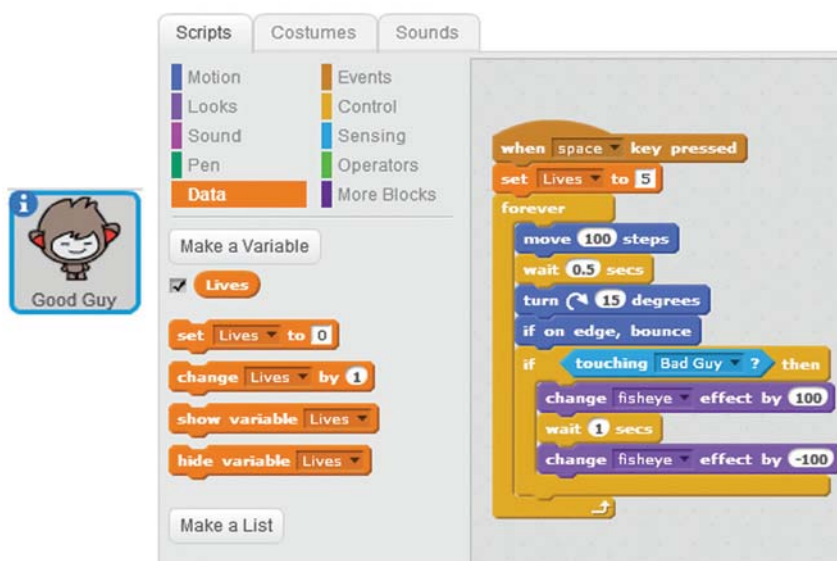 Scripts Costumes Sounds
Motion Events
Looks Control
Sound Sensing
Pen Operators
Data More Blocks
i
Good Guy
Make a Variable
Lives
set Lives to 0
change Lives by 1
show variable Lives
hide variable Lives
Make a List
when space key pressed
set Lives to 5
forever
move 100 steps
wait 0.5 secs
turn 15 degrees
if on edge, bounce
if touching Bad Guy ? then
change fisheye effect by 100
wait 1 secs
change fisheye effect by -100